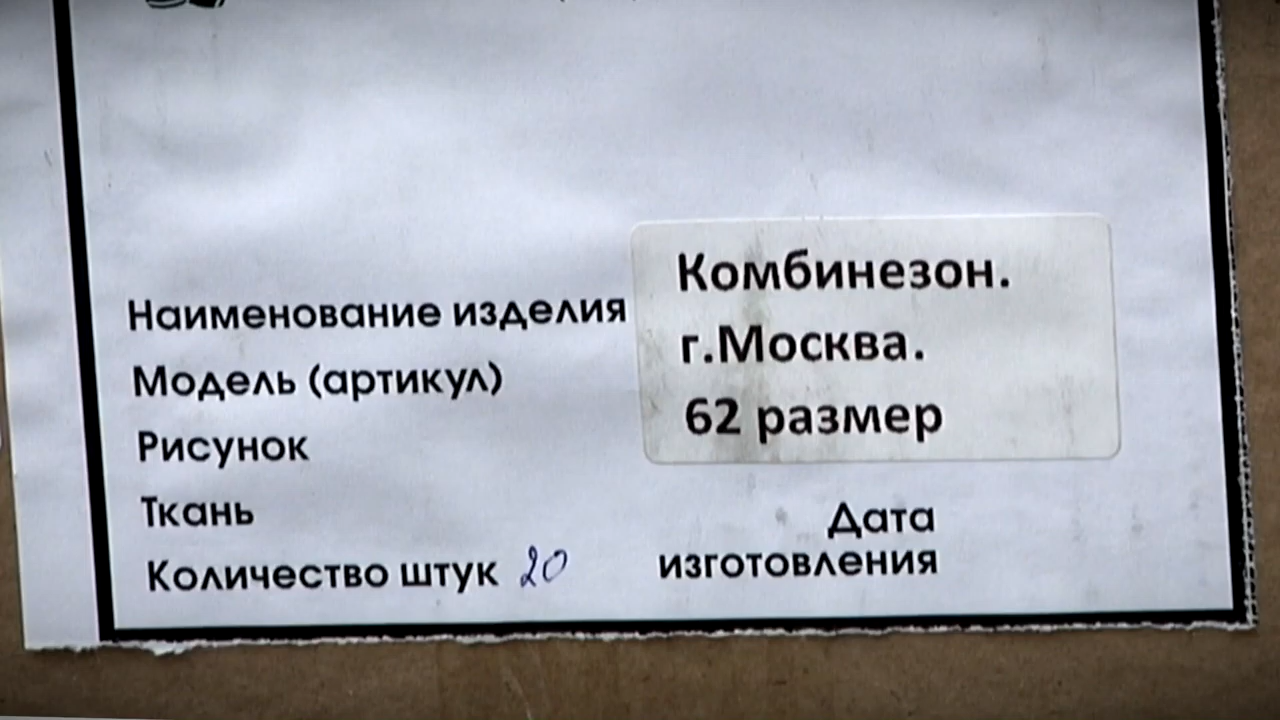 Комбинезон.
Наименование изделия
г.Москва.
Модель (артикул)
62 размер
Рисунок
Ткань
Дата
изготовления
Количество штук 20